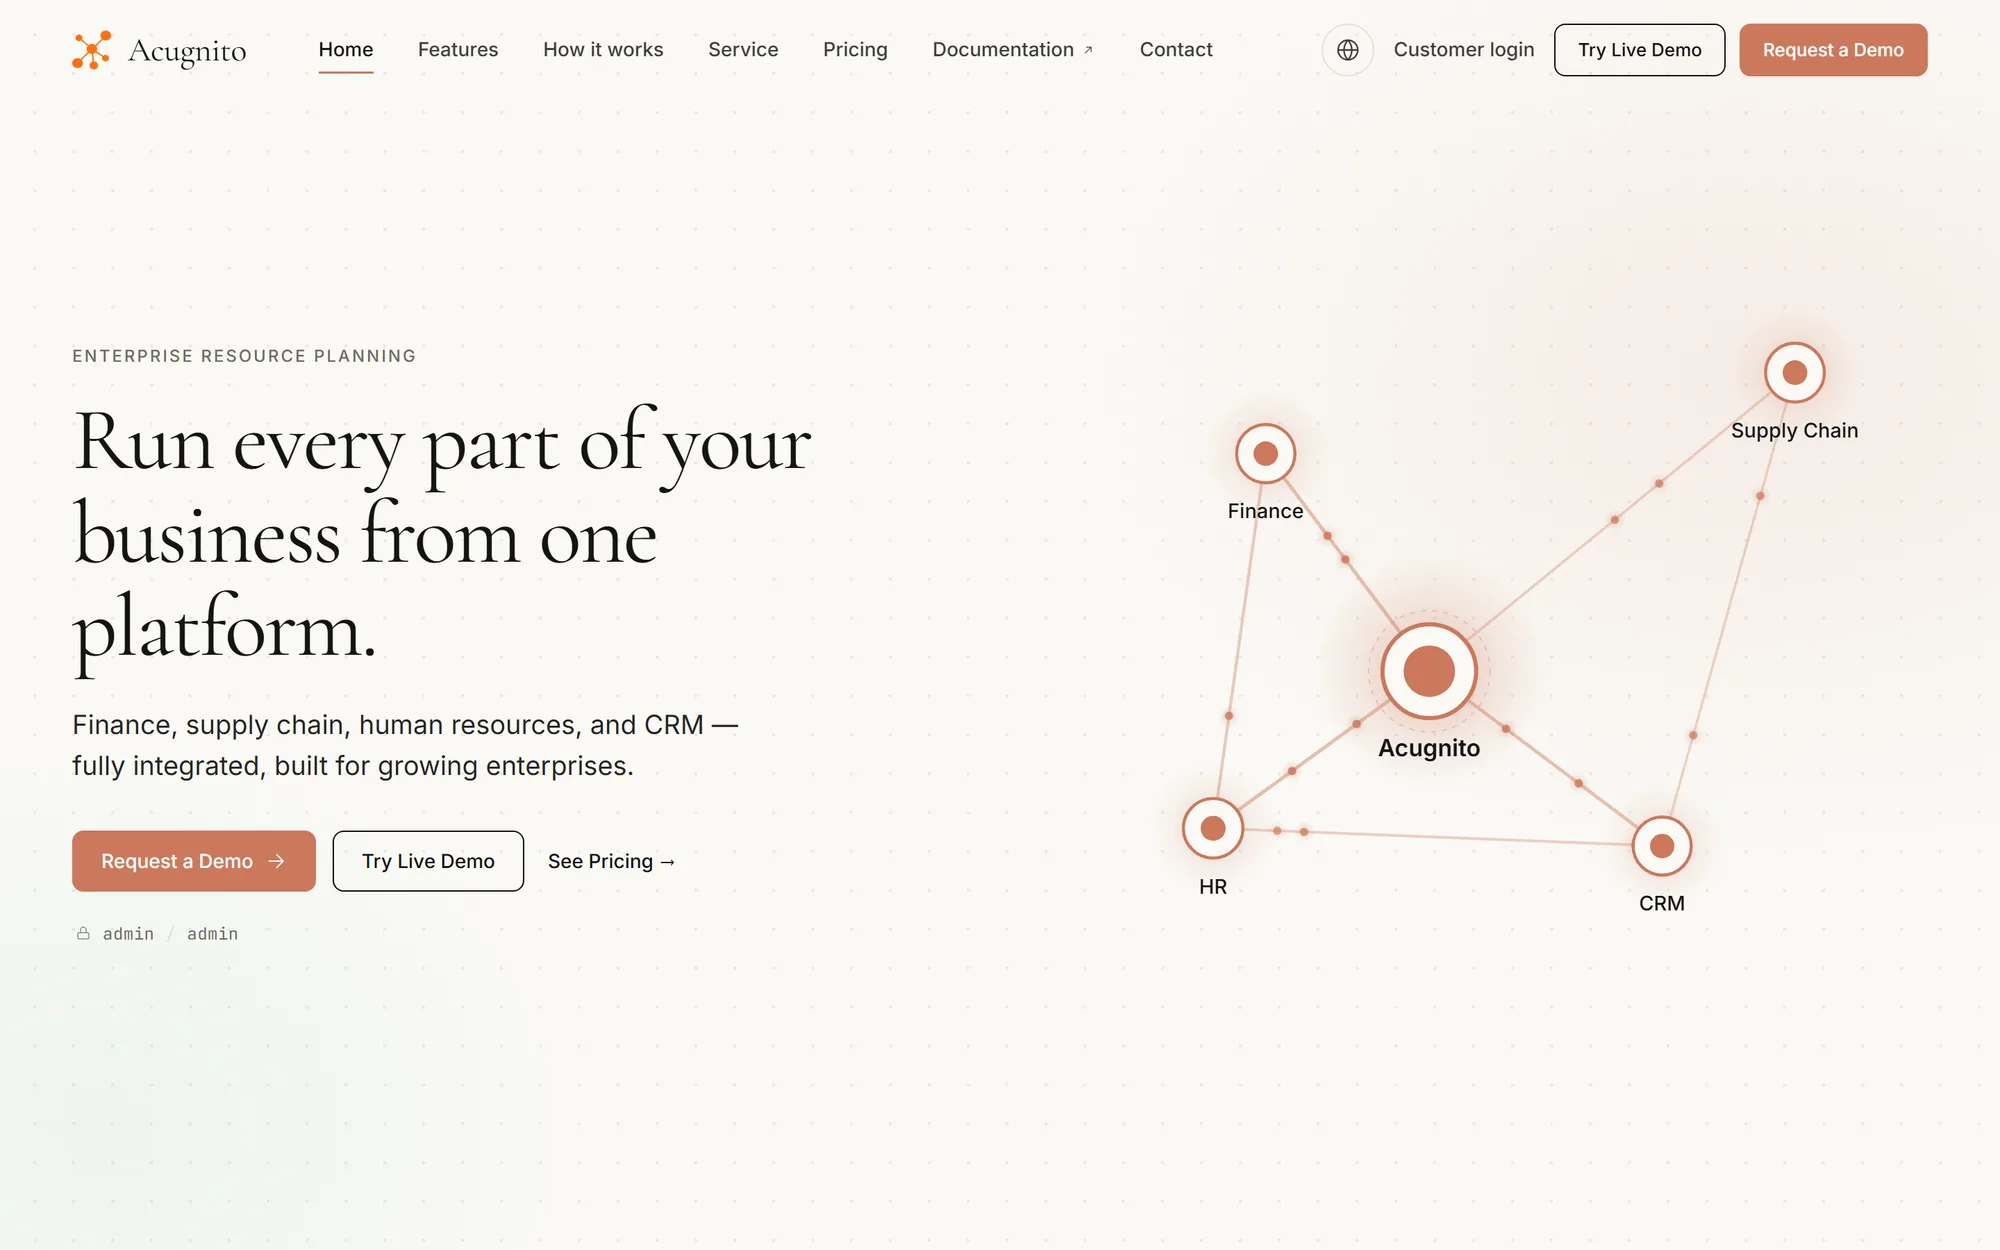 Acugnito
Home
Features
How it works
Service
Pricing
Documentation ↗
Contact
Customer login
Try Live Demo
Request a Demo
ENTERPRISE RESOURCE PLANNING
Run every part of your
business from one
platform.
Finance, supply chain, human resources, and CRM —
fully integrated, built for growing enterprises.
Request a Demo →
Try Live Demo
See Pricing →
admin / admin
Supply Chain
Finance
Acugnito
HR
CRM